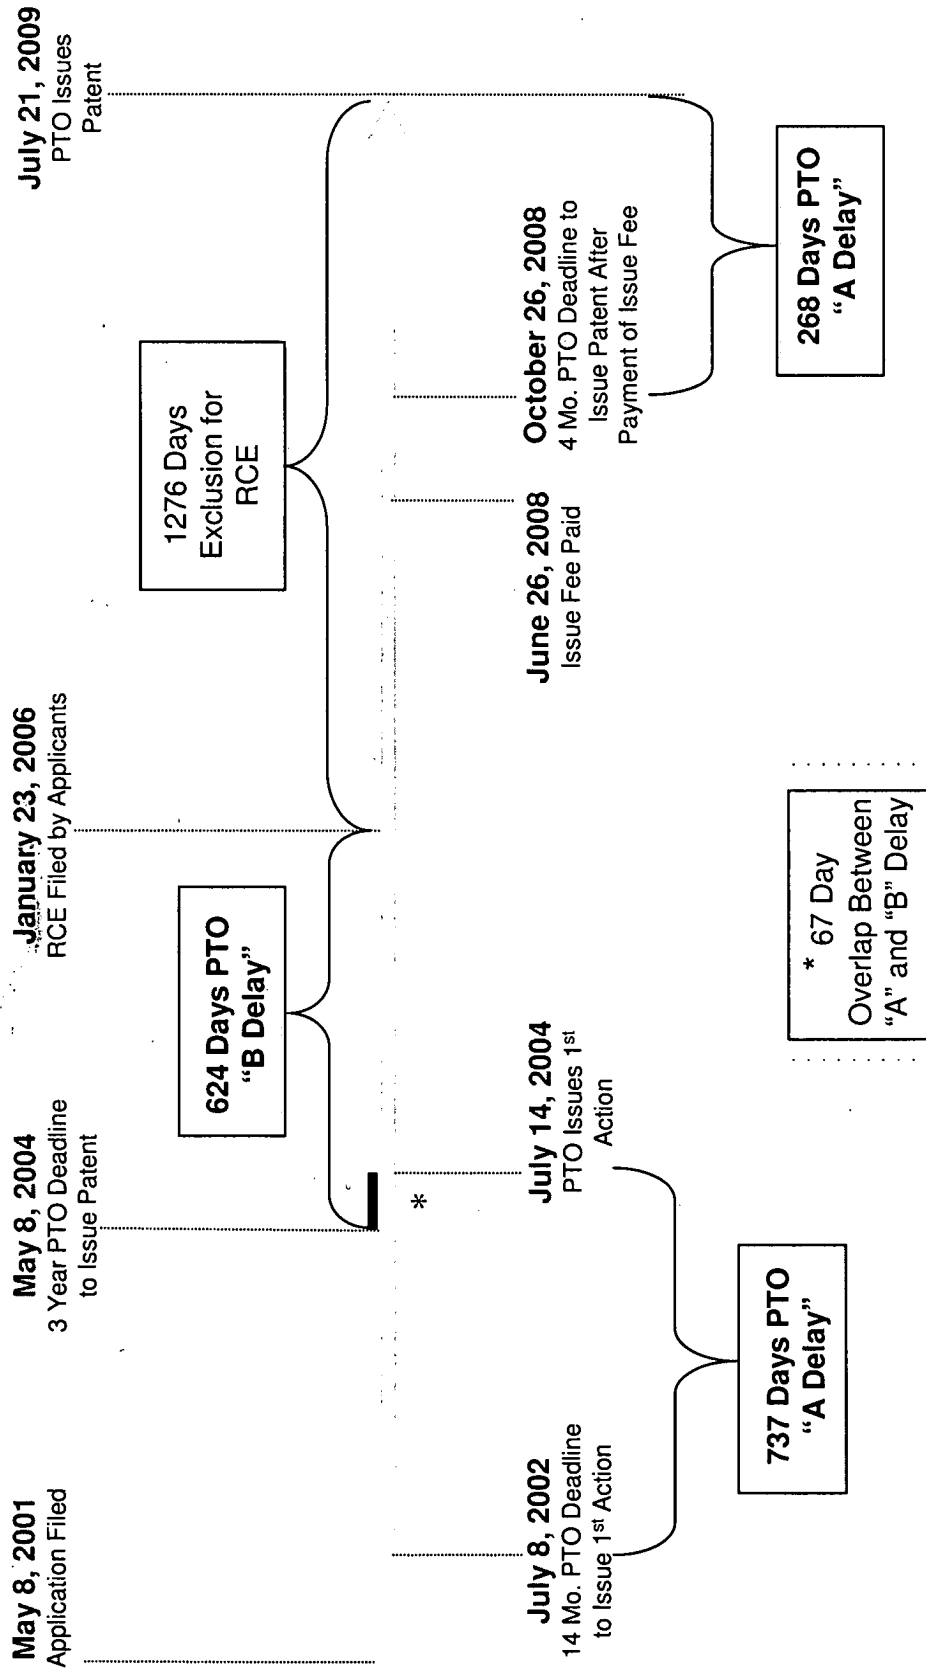 May 8, 2001
Application Filed
May 8, 2004
3 Year PTO Deadline
to Issue Patent
January 23, 2006
RCE Filed by Applicants
July 21, 2009
PTO Issues
Patent
624 Days PTO
“B Delay”
1276 Days
Exclusion for
RCE
*
July 8, 2002
14 Mo. PTO Deadline
to Issue 1st Action
July 14, 2004
PTO Issues 1st
Action
June 26, 2008
Issue Fee Paid
October 26, 2008
4 Mo. PTO Deadline to
Issue Patent After
Payment of Issue Fee
737 Days PTO
“A Delay”
* 67 Day
Overlap Between
“A” and “B” Delay
268 Days PTO
“A Delay”